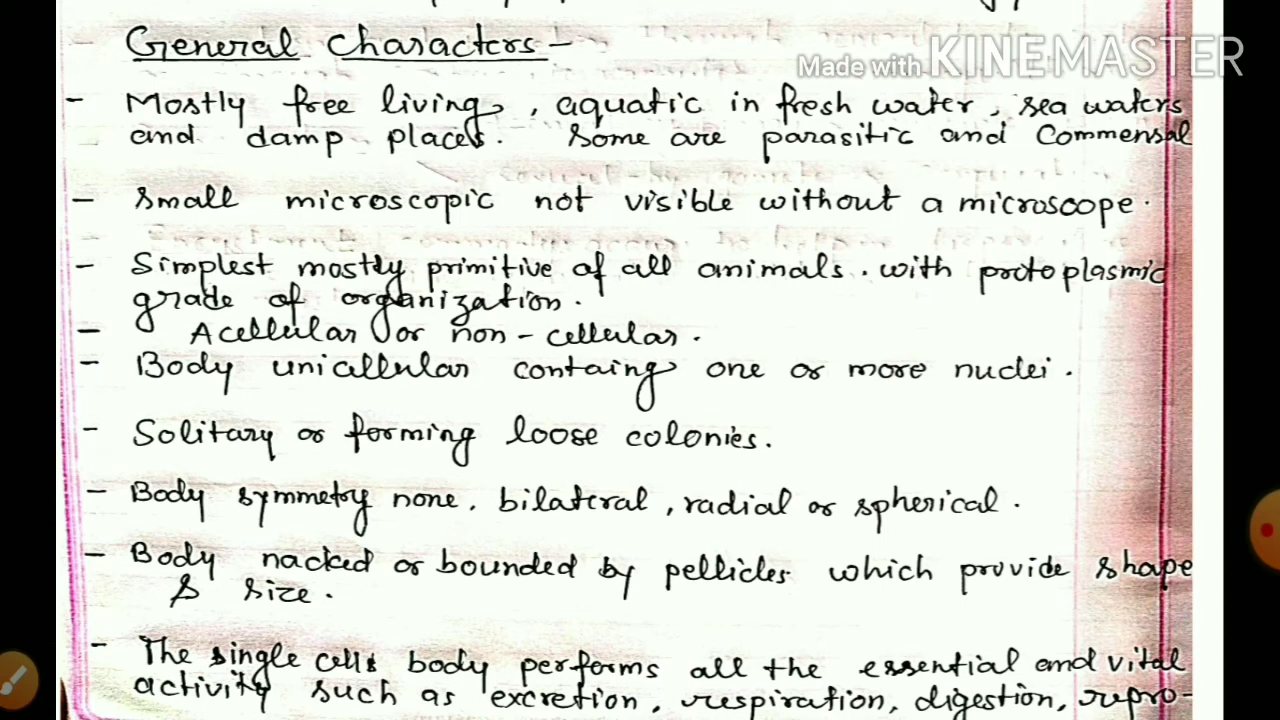 General Characters -
Made with KINEMASTER
- Mostly free living, aquatic in fresh water, sea waters
and damp places. Some are parasitic and Commensal
- Small microscopic not visible without a microscope.
- Simplest mostly primitive of all animals. with protoplasmic
grade of organization.
- Acellular or non-cellular.
- Body unicallular containg one or more nuclei.
- Solitary or forming loose colonies.
- Body symmetry none, bilateral, radial or spherical.
- Body nacked or bounded by pellicles which provide shape
& size.
- The single cells body performs all the essential and vital
activity such as excretion, respiration, digestion, repro-